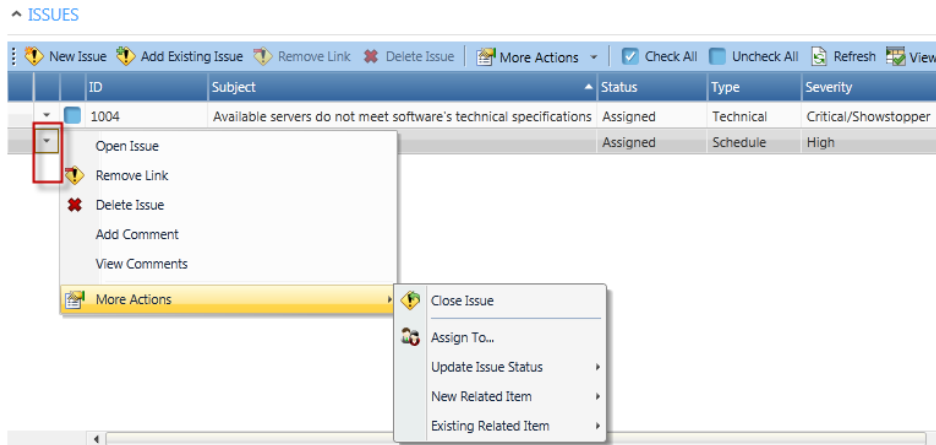 ISSUES
New Issue Add Existing Issue Remove Link Delete Issue More Actions Check All Uncheck All Refresh View
ID Subject Status Type Severity
1004 Available servers do not meet software's technical specifications Assigned Technical Critical/Showstopper
Assigned Schedule High
Open Issue
Remove Link
Delete Issue
Add Comment
View Comments
More Actions
Close Issue
Assign To...
Update Issue Status
New Related Item
Existing Related Item